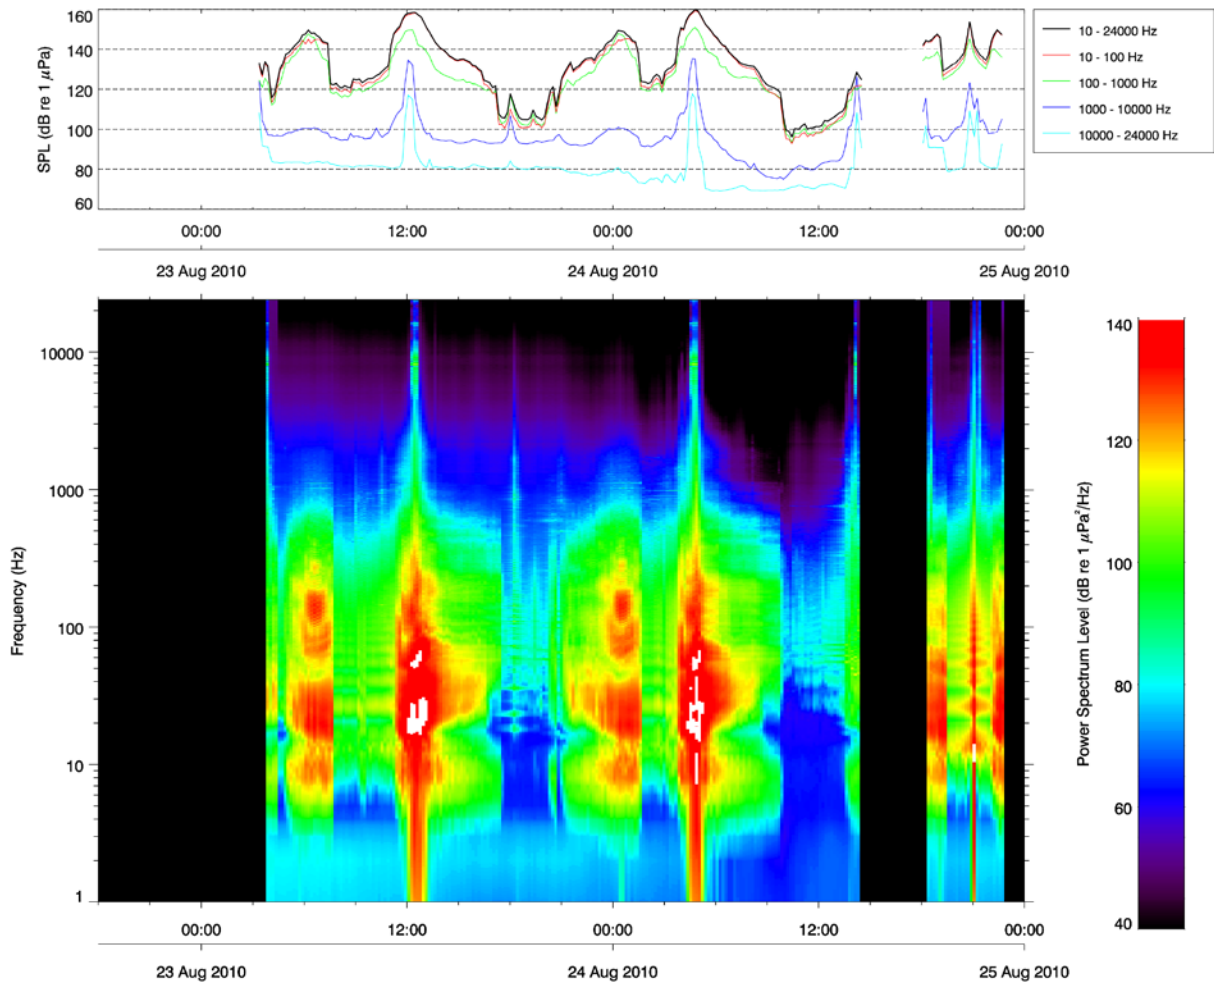 160
140
120
100
80
60
SPL (dB re 1 μPa)
10 - 24000 Hz
10 - 100 Hz
100 - 1000 Hz
1000 - 10000 Hz
10000 - 24000 Hz
00:00 12:00 00:00 12:00 00:00
23 Aug 2010 24 Aug 2010 25 Aug 2010
10000
1000
100
10
1
Frequency (Hz)
140
120
100
80
60
40
Power Spectrum Level (dB re 1 μPa²/Hz)
00:00 12:00 00:00 12:00 00:00
23 Aug 2010 24 Aug 2010 25 Aug 2010